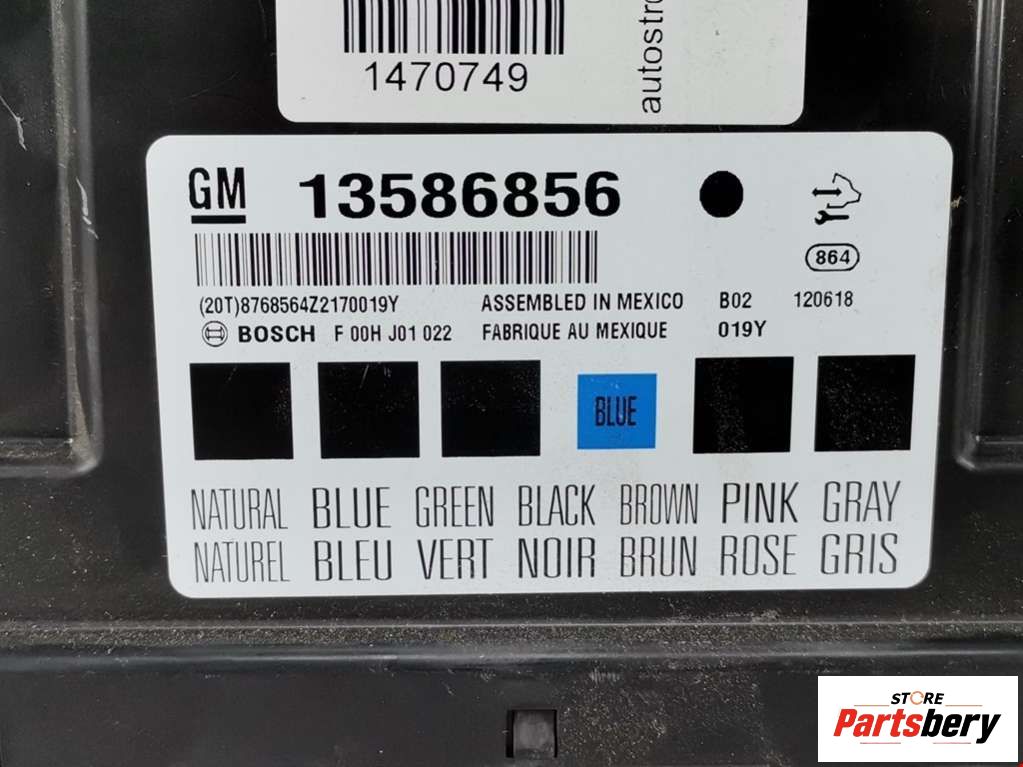 1470749
autostro
GM 13586856
864
(20T)8768564Z2170019Y ASSEMBLED IN MEXICO B02 120618
BOSCH F 00H J01 022 FABRIQUE AU MEXIQUE 019Y
BLUE
NATURAL BLUE GREEN BLACK BROWN PINK GRAY
NATUREL BLEU VERT NOIR BRUN ROSE GRIS
STORE
Partsbery